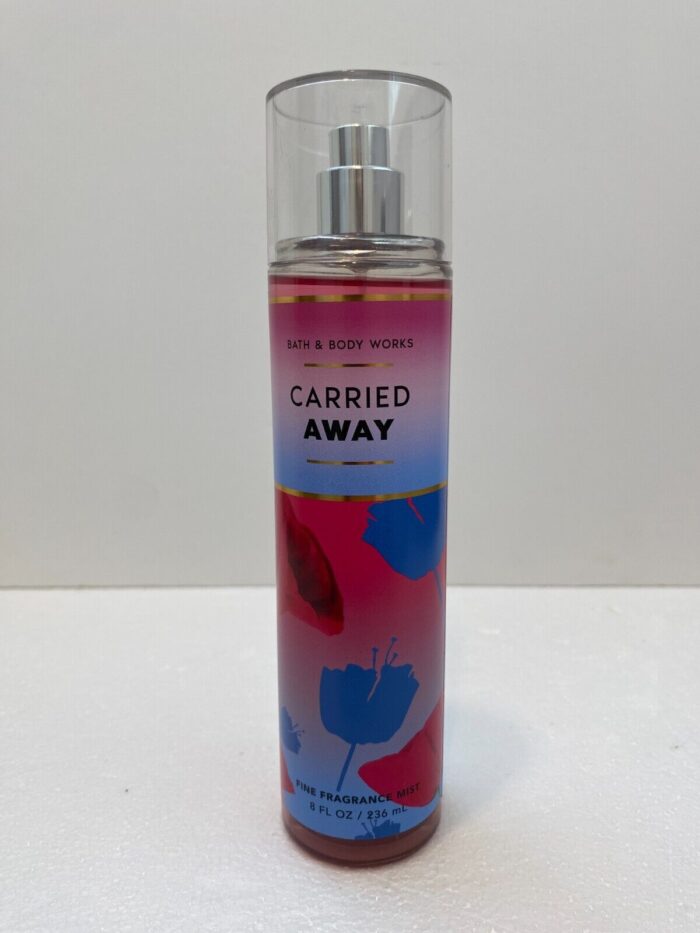 BATH & BODY WORKS
CARRIED
AWAY
FINE FRAGRANCE MIST
8 FL OZ / 236 mL